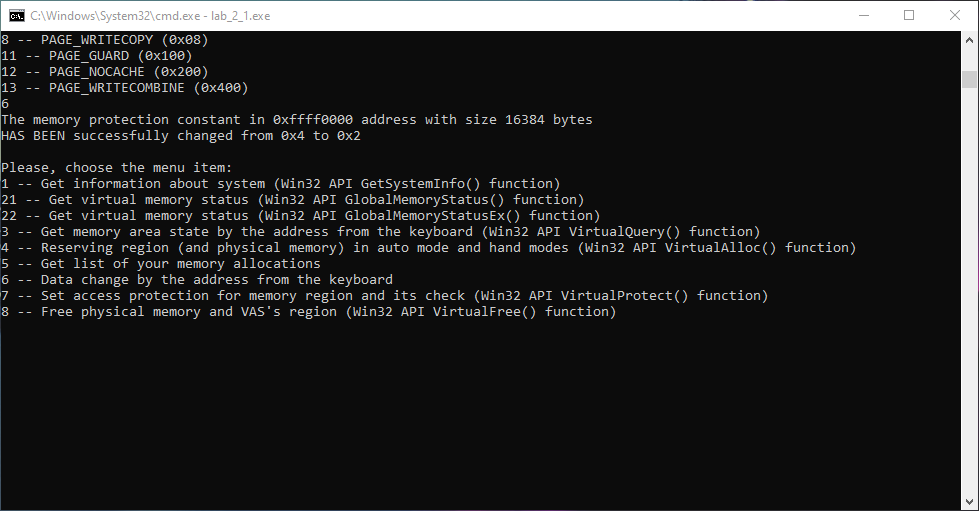 C:\Windows\System32\cmd.exe - lab_2_1.exe
8 -- PAGE_WRITECOPY (0x08)
11 -- PAGE_GUARD (0x100)
12 -- PAGE_NOCACHE (0x200)
13 -- PAGE_WRITECOMBINE (0x400)
6
The memory protection constant in 0xffff0000 address with size 16384 bytes
HAS BEEN successfully changed from 0x4 to 0x2
Please, choose the menu item:
1 -- Get information about system (Win32 API GetSystemInfo() function)
21 -- Get virtual memory status (Win32 API GlobalMemoryStatus() function)
22 -- Get virtual memory status (Win32 API GlobalMemoryStatusEx() function)
3 -- Get memory area state by the address from the keyboard (Win32 API VirtualQuery() function)
4 -- Reserving region (and physical memory) in auto mode and hand modes (Win32 API VirtualAlloc() function)
5 -- Get list of your memory allocations
6 -- Data change by the address from the keyboard
7 -- Set access protection for memory region and its check (Win32 API VirtualProtect() function)
8 -- Free physical memory and VAS's region (Win32 API VirtualFree() function)